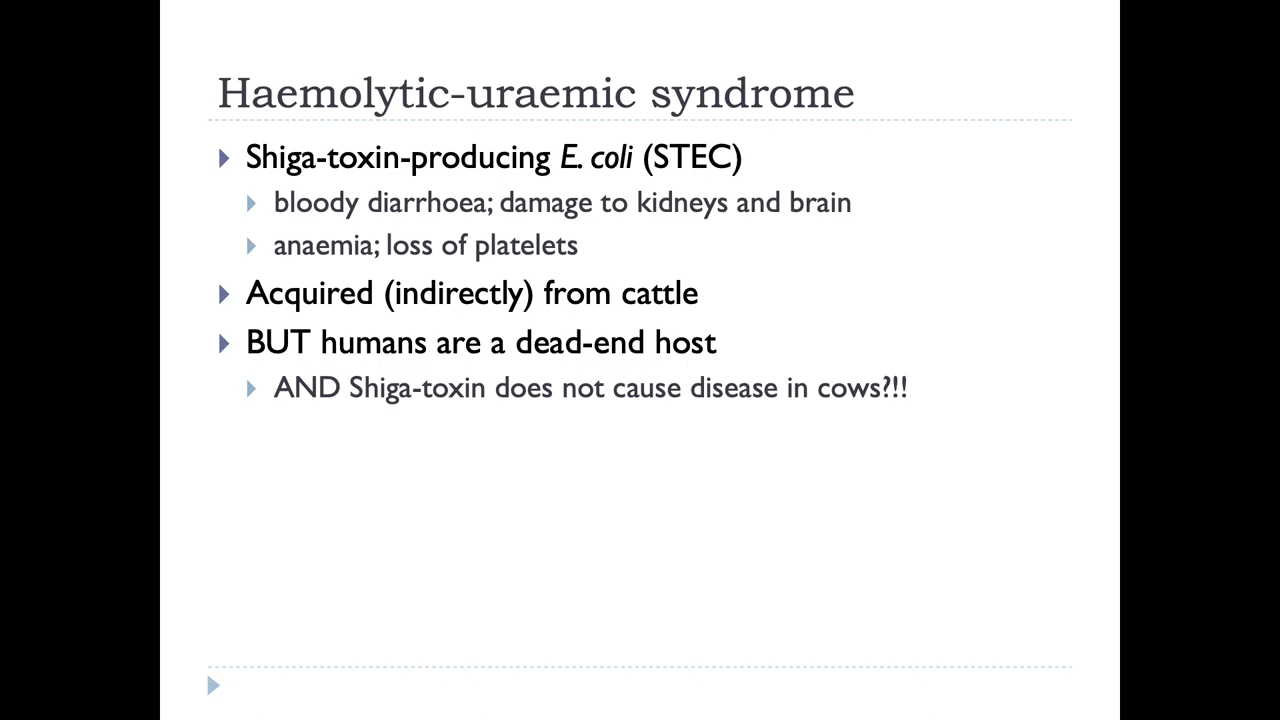 Haemolytic-uraemic syndrome
Shiga-toxin-producing E. coli (STEC)
bloody diarrhoea; damage to kidneys and brain
anaemia; loss of platelets
Acquired (indirectly) from cattle
BUT humans are a dead-end host
AND Shiga-toxin does not cause disease in cows?!!